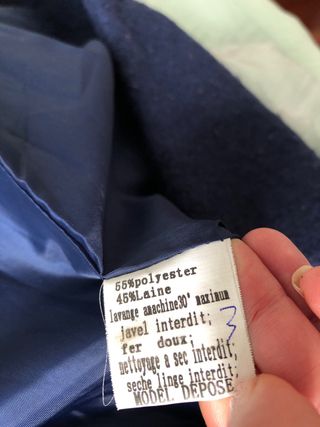 55%polyester
45%Laine
lavange amachine30° maximum
javel interdit;
fer doux;
nettoyage a sec interdit;
seche linge interdit;
MODEL DEPOSE
3